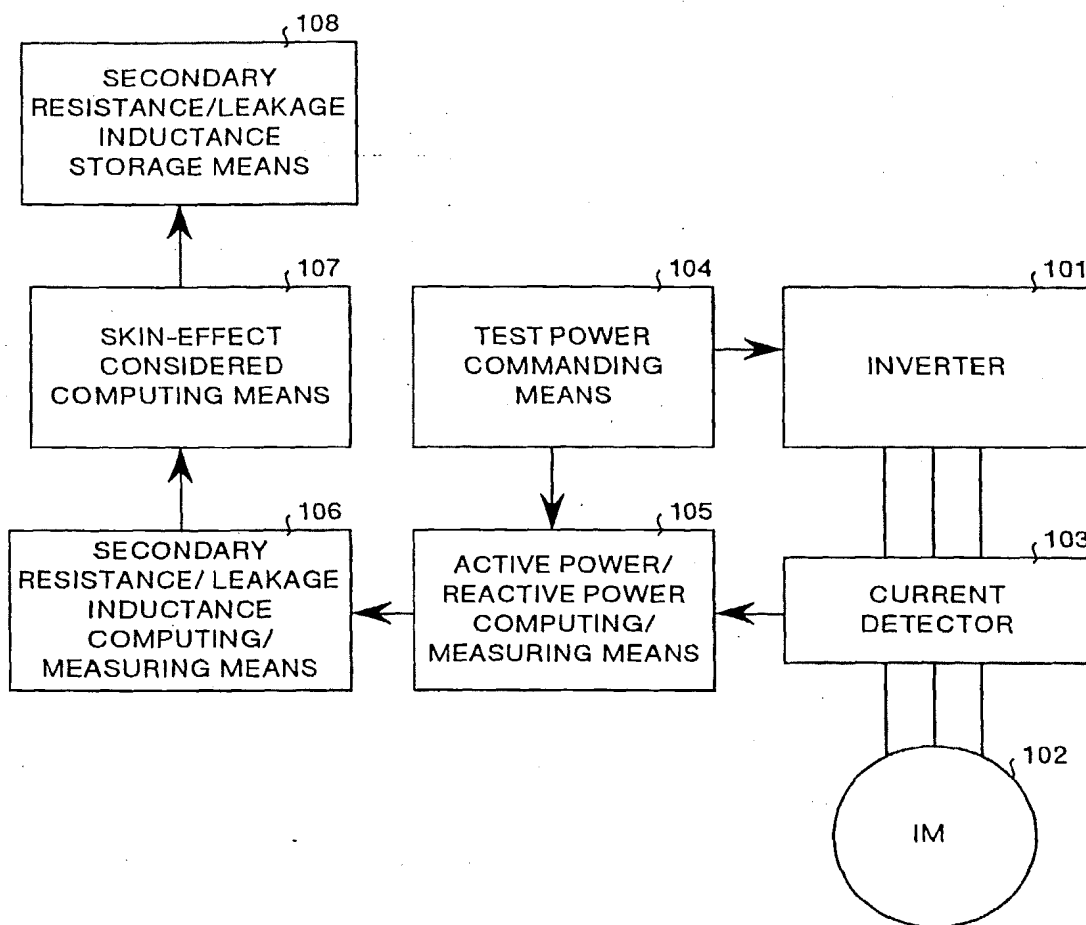 108
SECONDARY
RESISTANCE/LEAKAGE
INDUCTANCE
STORAGE MEANS
107
SKIN-EFFECT
CONSIDERED
COMPUTING MEANS
104
TEST POWER
COMMANDING
MEANS
101
INVERTER
106
SECONDARY
RESISTANCE/ LEAKAGE
INDUCTANCE
COMPUTING/
MEASURING MEANS
105
ACTIVE POWER/
REACTIVE POWER
COMPUTING/
MEASURING MEANS
103
CURRENT
DETECTOR
102
IM